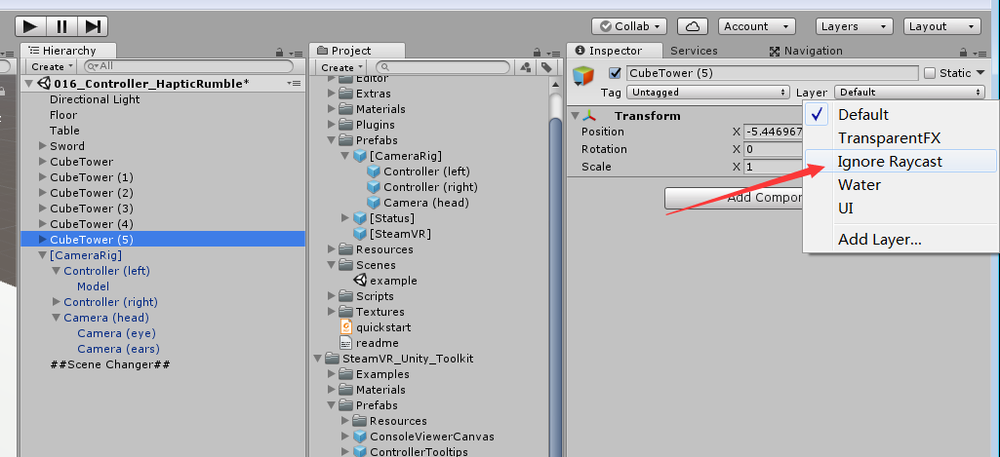 Collab
Account
Layers
Layout
Hierarchy
Create
All
016_Controller_HapticRumble*
Directional Light
Floor
Table
Sword
CubeTower
CubeTower (1)
CubeTower (2)
CubeTower (3)
CubeTower (4)
CubeTower (5)
[CameraRig]
Controller (left)
Model
Controller (right)
Camera (head)
Camera (eye)
Camera (ears)
##Scene Changer##
Project
Create
Editor
Extras
Materials
Plugins
Prefabs
[CameraRig]
Controller (left)
Controller (right)
Camera (head)
[Status]
[SteamVR]
Resources
Scenes
example
Scripts
Textures
quickstart
readme
SteamVR_Unity_Toolkit
Examples
Materials
Prefabs
Resources
ConsoleViewerCanvas
ControllerTooltips
Inspector
Services
Navigation
CubeTower (5)
Static
Tag Untagged
Layer Default
Transform
Position X -5.446967
Rotation X 0
Scale X 1
Add Compo
Default
TransparentFX
Ignore Raycast
Water
UI
Add Layer...